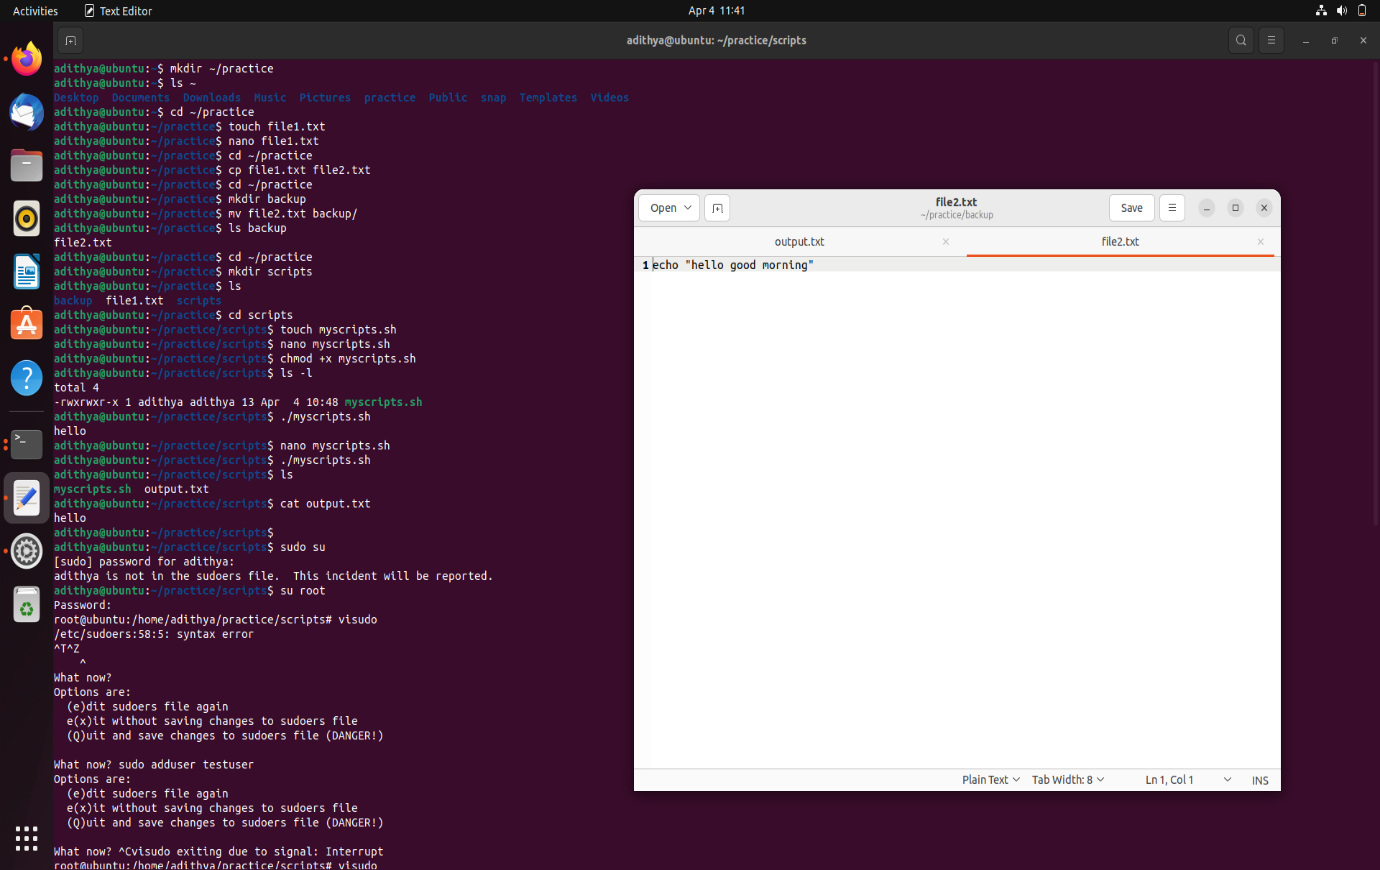 Activities
Text Editor
Apr 4 11:41
adithya@ubuntu: ~/practice/scripts
adithya@ubuntu:~$ mkdir ~/practice
adithya@ubuntu:~$ ls ~
Desktop  Documents  Downloads  Music  Pictures  practice  Public  snap  Templates  Videos
adithya@ubuntu:~$ cd ~/practice
adithya@ubuntu:~/practice$ touch file1.txt
adithya@ubuntu:~/practice$ nano file1.txt
adithya@ubuntu:~/practice$ cd ~/practice
adithya@ubuntu:~/practice$ cp file1.txt file2.txt
adithya@ubuntu:~/practice$ cd ~/practice
adithya@ubuntu:~/practice$ mkdir backup
adithya@ubuntu:~/practice$ mv file2.txt backup/
adithya@ubuntu:~/practice$ ls backup
file2.txt
adithya@ubuntu:~/practice$ cd ~/practice
adithya@ubuntu:~/practice$ mkdir scripts
adithya@ubuntu:~/practice$ ls
backup  file1.txt  scripts
adithya@ubuntu:~/practice$ cd scripts
adithya@ubuntu:~/practice/scripts$ touch myscripts.sh
adithya@ubuntu:~/practice/scripts$ nano myscripts.sh
adithya@ubuntu:~/practice/scripts$ chmod +x myscripts.sh
adithya@ubuntu:~/practice/scripts$ ls -l
total 4
-rwxrwxr-x 1 adithya adithya 13 Apr  4 10:48 myscripts.sh
adithya@ubuntu:~/practice/scripts$ ./myscripts.sh
hello
adithya@ubuntu:~/practice/scripts$ nano myscripts.sh
adithya@ubuntu:~/practice/scripts$ ./myscripts.sh
adithya@ubuntu:~/practice/scripts$ ls
myscripts.sh  output.txt
adithya@ubuntu:~/practice/scripts$ cat output.txt
hello
adithya@ubuntu:~/practice/scripts$
adithya@ubuntu:~/practice/scripts$ sudo su
[sudo] password for adithya:
adithya is not in the sudoers file.  This incident will be reported.
adithya@ubuntu:~/practice/scripts$ su root
Password:
root@ubuntu:/home/adithya/practice/scripts# visudo
/etc/sudoers:58:5: syntax error
^T^Z
    ^
What now?
Options are:
  (e)dit sudoers file again
  e(x)it without saving changes to sudoers file
  (Q)uit and save changes to sudoers file (DANGER!)
What now? sudo adduser testuser
Options are:
  (e)dit sudoers file again
  e(x)it without saving changes to sudoers file
  (Q)uit and save changes to sudoers file (DANGER!)
What now? ^Cvisudo exiting due to signal: Interrupt
root@ubuntu:/home/adithya/practice/scripts# visudo
Open
file2.txt
~/practice/backup
Save
output.txt
file2.txt
1 echo "hello good morning"
Plain Text
Tab Width: 8
Ln 1, Col 1
INS